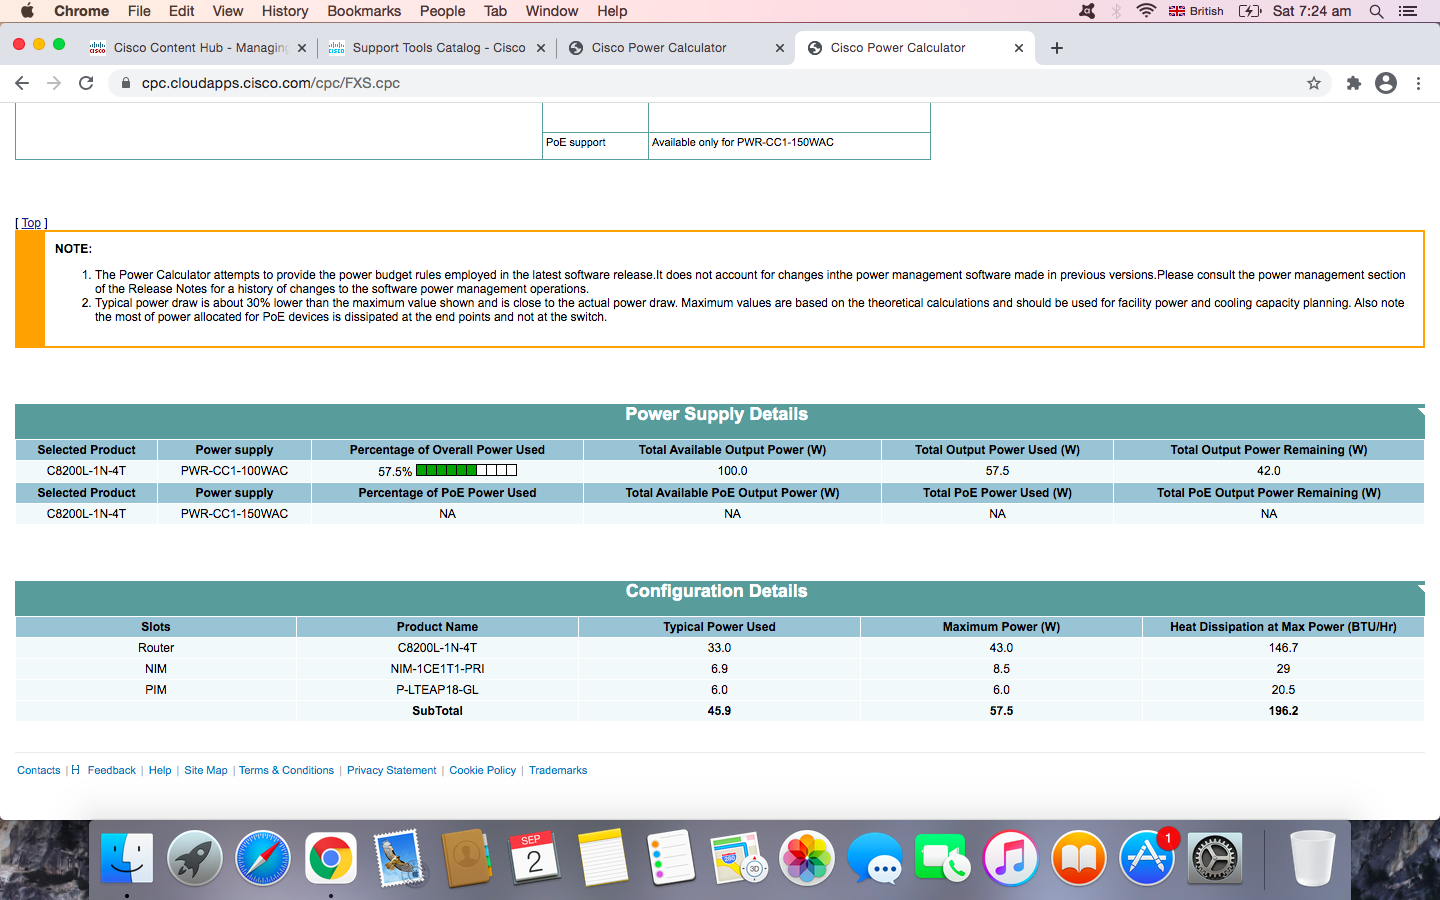 Chrome File Edit View History Bookmarks People Tab Window Help British Sat 7:24 am
Cisco Content Hub - Managing Support Tools Catalog - Cisco Cisco Power Calculator Cisco Power Calculator
cpc.cloudapps.cisco.com/cpc/FXS.cpc
PoE support Available only for PWR-CC1-150WAC
[ Top ]
NOTE:
1. The Power Calculator attempts to provide the power budget rules employed in the latest software release.It does not account for changes inthe power management software made in previous versions.Please consult the power management section
of the Release Notes for a history of changes to the software power management operations.
2. Typical power draw is about 30% lower than the maximum value shown and is close to the actual power draw. Maximum values are based on the theoretical calculations and should be used for facility power and cooling capacity planning. Also note
the most of power allocated for PoE devices is dissipated at the end points and not at the switch.
Power Supply Details
Selected Product Power supply Percentage of Overall Power Used Total Available Output Power (W) Total Output Power Used (W) Total Output Power Remaining (W)
C8200L-1N-4T PWR-CC1-100WAC 57.5% 100.0 57.5 42.0
Selected Product Power supply Percentage of PoE Power Used Total Available PoE Output Power (W) Total PoE Power Used (W) Total PoE Output Power Remaining (W)
C8200L-1N-4T PWR-CC1-150WAC NA NA NA NA
Configuration Details
Slots Product Name Typical Power Used Maximum Power (W) Heat Dissipation at Max Power (BTU/Hr)
Router C8200L-1N-4T 33.0 43.0 146.7
NIM NIM-1CE1T1-PRI 6.9 8.5 29
PIM P-LTEAP18-GL 6.0 6.0 20.5
SubTotal 45.9 57.5 196.2
Contacts | Feedback | Help | Site Map | Terms & Conditions | Privacy Statement | Cookie Policy | Trademarks
SEP
2
280
3D
1